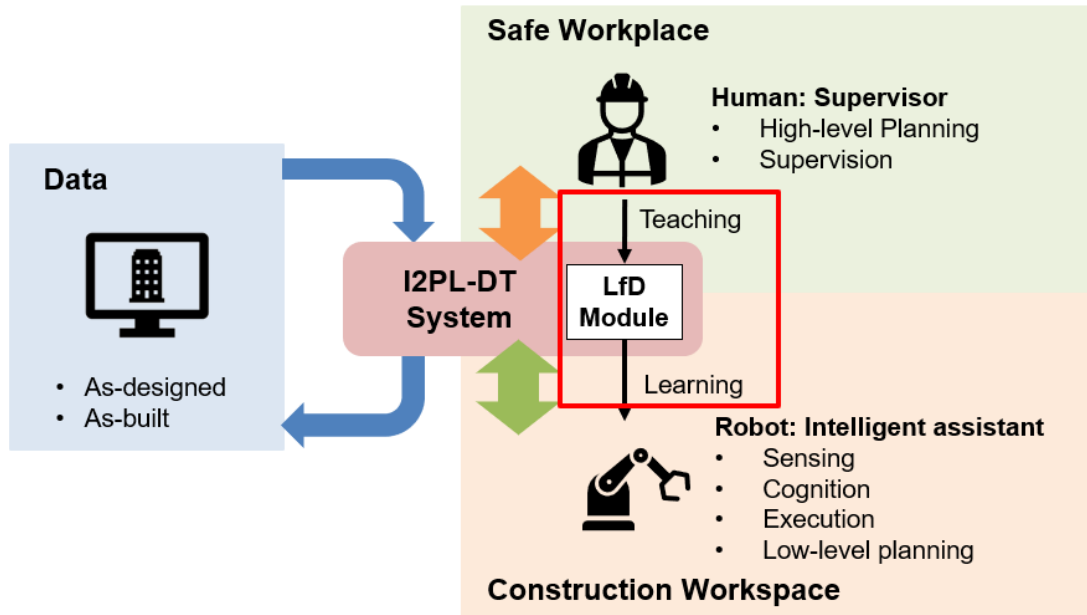 Safe Workplace
Human: Supervisor
• High-level Planning
• Supervision
Data
• As-designed
• As-built
I2PL-DT
System
Teaching
LfD
Module
Learning
Robot: Intelligent assistant
• Sensing
• Cognition
• Execution
• Low-level planning
Construction Workspace